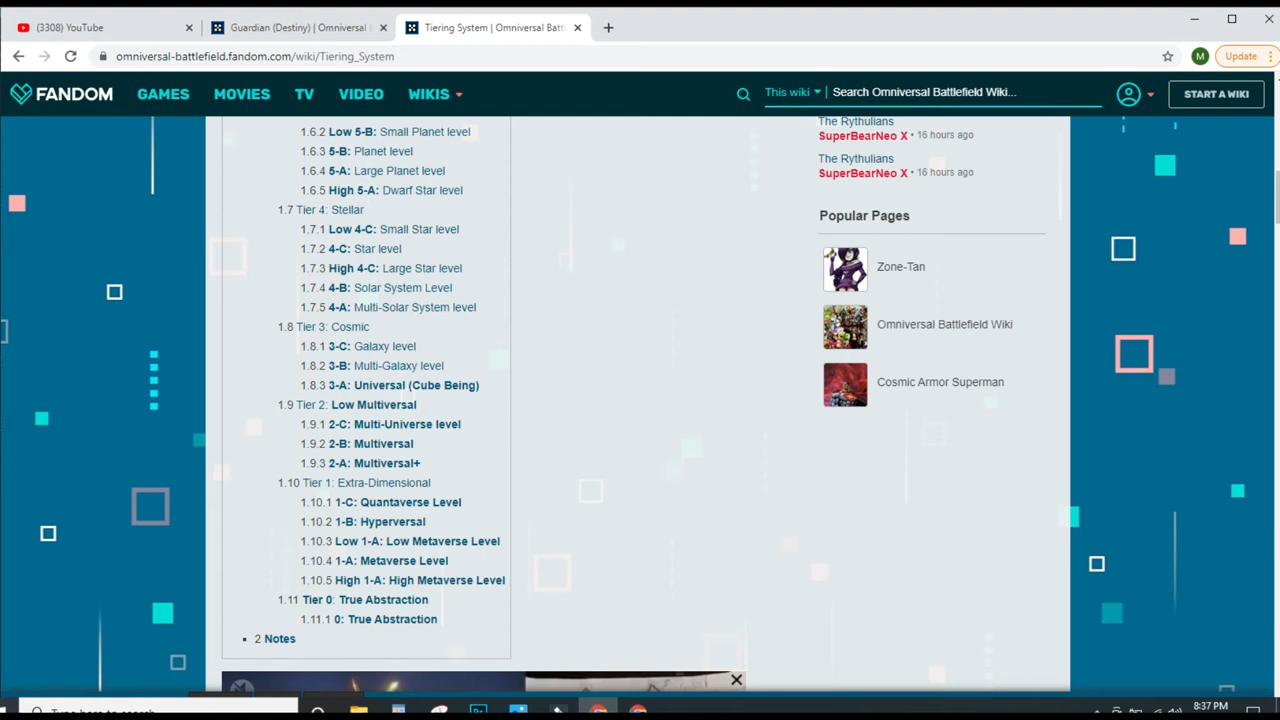 (3308) YouTube
Guardian (Destiny) | Omniversal
Tiering System | Omniversal Batt
omniversal-battlefield.fandom.com/wiki/Tiering_System
M
Update
FANDOM
GAMES
MOVIES
TV
VIDEO
WIKIS
This wiki
Search Omniversal Battlefield Wiki...
START A WIKI
1.6.2 Low 5-B: Small Planet level
1.6.3 5-B: Planet level
1.6.4 5-A: Large Planet level
1.6.5 High 5-A: Dwarf Star level
1.7 Tier 4: Stellar
1.7.1 Low 4-C: Small Star level
1.7.2 4-C: Star level
1.7.3 High 4-C: Large Star level
1.7.4 4-B: Solar System Level
1.7.5 4-A: Multi-Solar System level
1.8 Tier 3: Cosmic
1.8.1 3-C: Galaxy level
1.8.2 3-B: Multi-Galaxy level
1.8.3 3-A: Universal (Cube Being)
1.9 Tier 2: Low Multiversal
1.9.1 2-C: Multi-Universe level
1.9.2 2-B: Multiversal
1.9.3 2-A: Multiversal+
1.10 Tier 1: Extra-Dimensional
1.10.1 1-C: Quantaverse Level
1.10.2 1-B: Hyperversal
1.10.3 Low 1-A: Low Metaverse Level
1.10.4 1-A: Metaverse Level
1.10.5 High 1-A: High Metaverse Level
1.11 Tier 0: True Abstraction
1.11.1 0: True Abstraction
2 Notes
The Rythulians
SuperBearNeo X • 16 hours ago
The Rythulians
SuperBearNeo X • 16 hours ago
Popular Pages
Zone-Tan
Omniversal Battlefield Wiki
Cosmic Armor Superman
Type here to search
Pr
8:37 PM